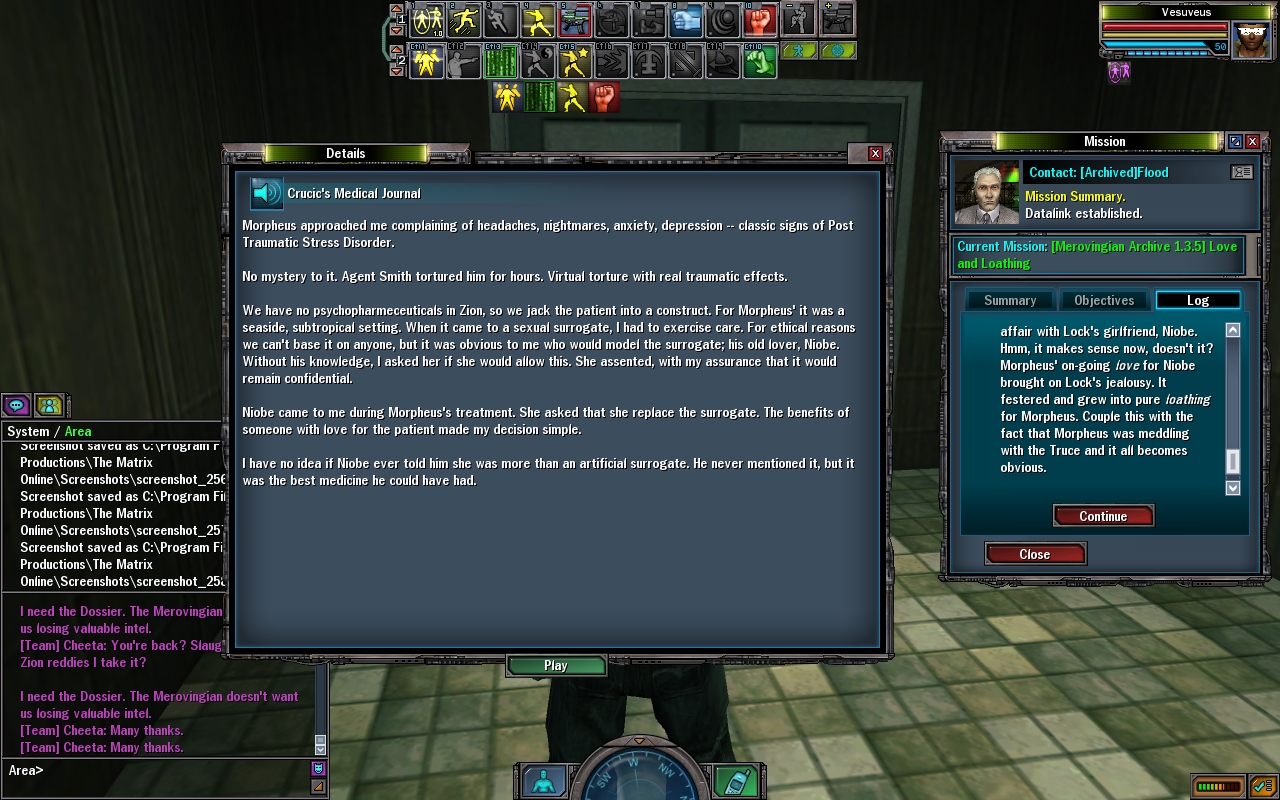 Vesuveus
50
1
2
1.0
Details
Crucic's Medical Journal
Morpheus approached me complaining of headaches, nightmares, anxiety, depression -- classic signs of Post
Traumatic Stress Disorder.
No mystery to it. Agent Smith tortured him for hours. Virtual torture with real traumatic effects.
We have no psychopharmeceuticals in Zion, so we jack the patient into a construct. For Morpheus' it was a
seaside, subtropical setting. When it came to a sexual surrogate, I had to exercise care. For ethical reasons
we can't base it on anyone, but it was obvious to me who would model the surrogate; his old lover, Niobe.
Without his knowledge, I asked her if she would allow this. She assented, with my assurance that it would
remain confidential.
Niobe came to me during Morpheus's treatment. She asked that she replace the surrogate. The benefits of
someone with love for the patient made my decision simple.
I have no idea if Niobe ever told him she was more than an artificial surrogate. He never mentioned it, but it
was the best medicine he could have had.
Play
Mission
Contact: [Archived]Flood
Mission Summary.
Datalink established.
Current Mission: [Merovingian Archive 1.3.5] Love
and Loathing
Summary
Objectives
Log
affair with Lock's girlfriend, Niobe.
Hmm, it makes sense now, doesn't it?
Morpheus' on-going love for Niobe
brought on Lock's jealousy. It
festered and grew into pure loathing
for Morpheus. Couple this with the
fact that Morpheus was meddling
with the Truce and it all becomes
obvious.
Continue
Close
System / Area
Screenshot saved as C:\Program F
Productions\The Matrix
Online\Screenshots\screenshot_256
Screenshot saved as C:\Program Fi
Productions\The Matrix
Online\Screenshots\screenshot_257
Screenshot saved as C:\Program Fi
Productions\The Matrix
Online\Screenshots\screenshot_258
I need the Dossier. The Merovingian
us losing valuable intel.
[Team] Cheeta: You're back? Slaug
Zion reddies I take it?
I need the Dossier. The Merovingian doesn't want
us losing valuable intel.
[Team] Cheeta: Many thanks.
[Team] Cheeta: Many thanks.
Area>
SW
W
NW